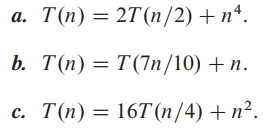 a. T(n) = 2T(n/2) + n⁴.
b. T(n) = T(7n/10) + n.
c. T(n) = 16T(n/4) + n².